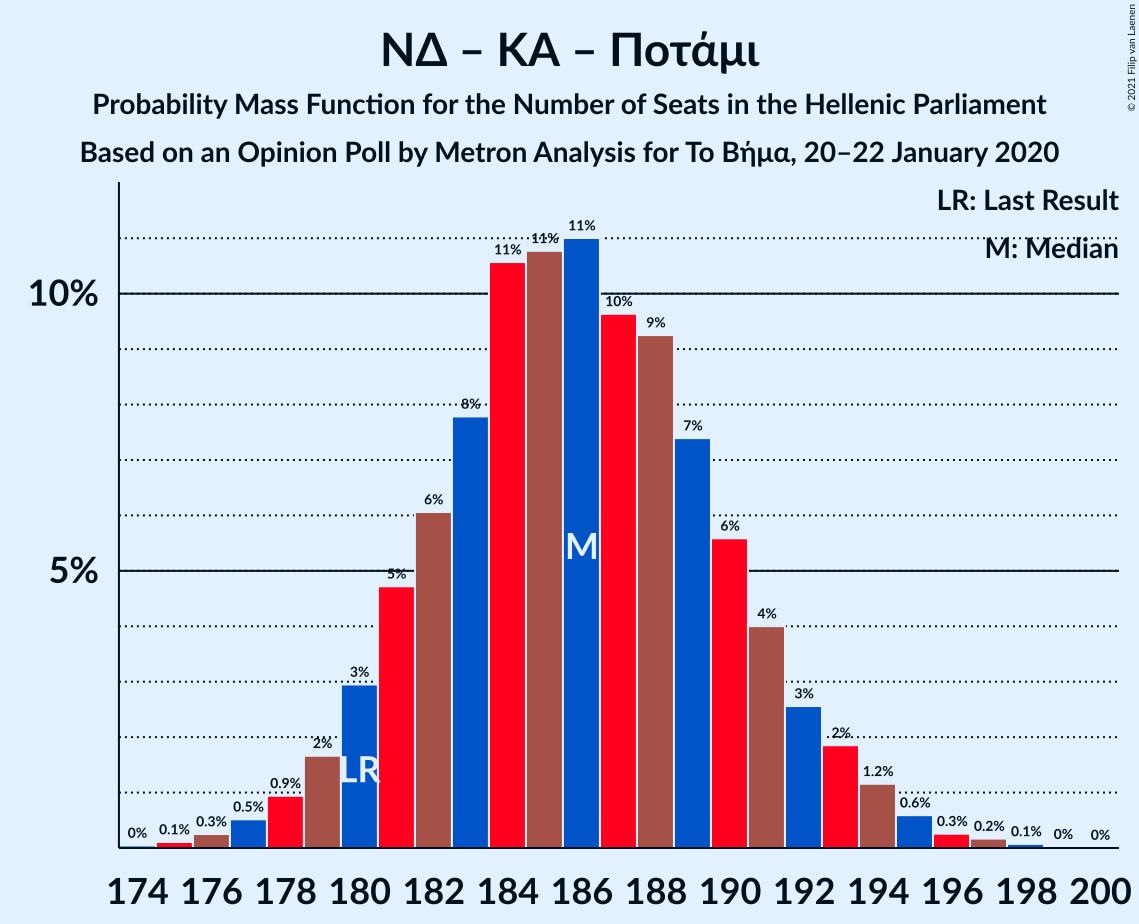 © 2021 Filip van Laenen
ΝΔ – ΚΑ – Ποτάμι
Probability Mass Function for the Number of Seats in the Hellenic Parliament
Based on an Opinion Poll by Metron Analysis for Το Βήμα, 20–22 January 2020
LR: Last Result
M: Median
10%
5%
0% 0.1% 0.3% 0.5% 0.9% 2% 3% 5% 6% 8% 11% 11% 11% 10% 9% 7% 6% 4% 3% 2% 1.2% 0.6% 0.3% 0.2% 0.1% 0% 0%
M
LR
174 176 178 180 182 184 186 188 190 192 194 196 198 200